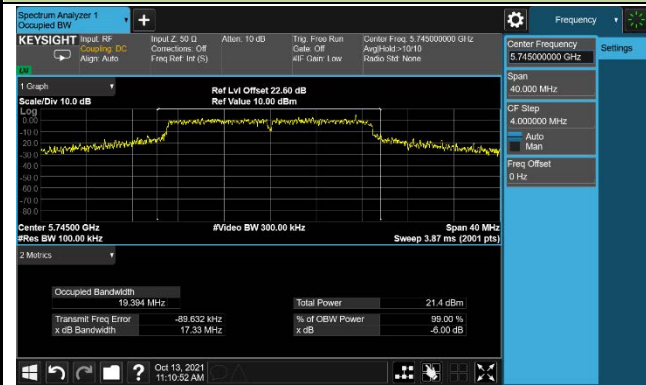 Spectrum Analyzer 1
Occupied BW
Frequency
KEYSIGHT
Input: RF
Coupling: DC
Align: Auto
Input Z: 50 Ω
Corrections: Off
Freq Ref: Int (S)
Atten: 10 dB
Trig: Free Run
Gate: Off
#IF Gain: Low
Center Freq: 5.745000000 GHz
Avg|Hold:>10/10
Radio Std: None
Center Frequency
5.745000000 GHz
Settings
Span
40.000 MHz
CF Step
4.000000 MHz
Auto
Man
Freq Offset
0 Hz
1 Graph
Scale/Div 10.0 dB
Ref Lvl Offset 22.60 dB
Ref Value 10.00 dBm
Log
0.00
-10.0
-20.0
-30.0
-40.0
-50.0
-60.0
-70.0
-80.0
Center 5.74500 GHz
#Res BW 100.00 kHz
#Video BW 300.00 kHz
Span 40 MHz
Sweep 3.87 ms (2001 pts)
2 Metrics
Occupied Bandwidth
19.394 MHz
Total Power
21.4 dBm
Transmit Freq Error
-89.632 kHz
% of OBW Power
99.00 %
x dB Bandwidth
17.33 MHz
x dB
-6.00 dB
Oct 13, 2021
11:10:52 AM